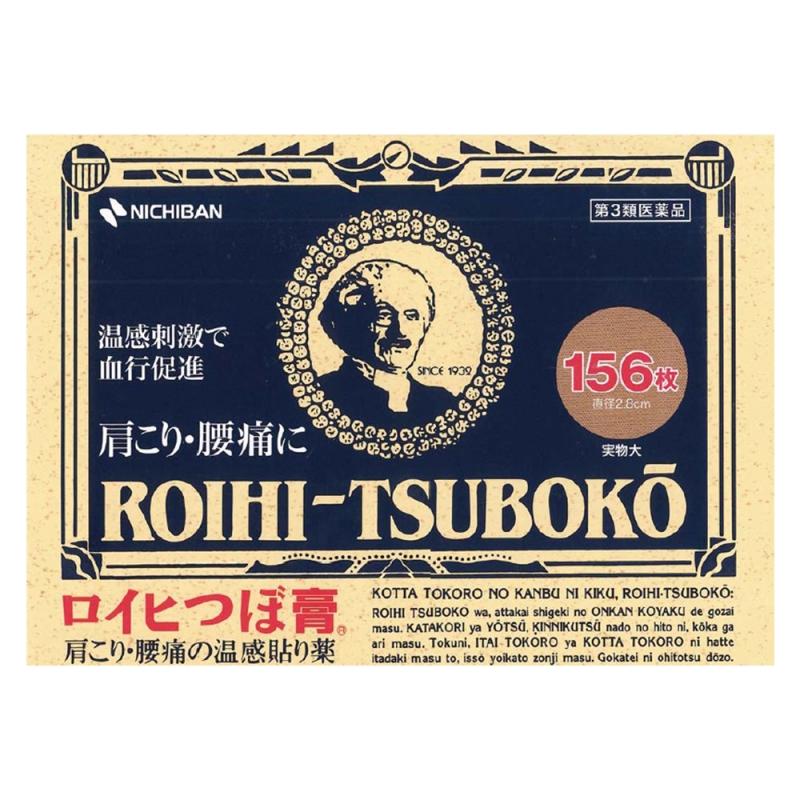 NICHIBAN
第3類医薬品
温感刺激で
血行促進
SINCE 1932
156枚
直径2.8cm
実物大
肩こり・腰痛に
ROIHI-TSUBOKŌ
ロイヒつぼ膏®
肩こり・腰痛の温感貼り薬
KOTTA TOKORO NO KANBU NI KIKU, ROIHI-TSUBOKŌ:
ROIHI TSUBOKO wa, attakai shigeki no ONKAN KOYAKU de gozai
masu. KATAKORI ya YŌTSŪ, KINNIKUTSŪ nado no hito ni, kōka ga
ari masu. Tokuni, ITAI TOKORO ya KOTTA TOKORO ni hatte
itadaki masu to, issō yoikato zonji masu. Gokatei ni ohitotsu dōzo.